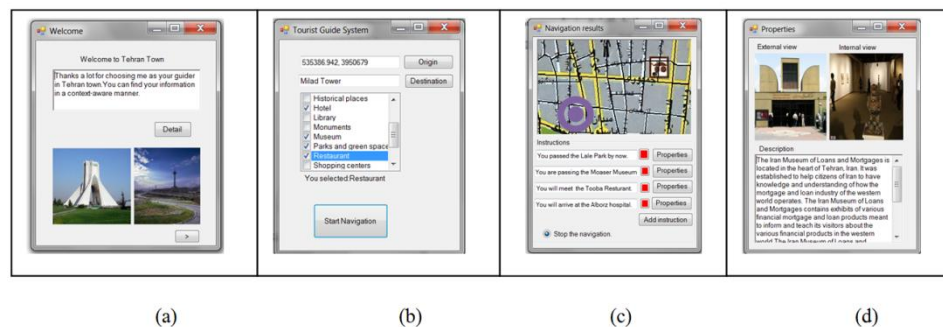 Welcome
Welcome to Tehran Town
Thanks a lot for choosing me as your guider
in Tehran town.You can find your information
in a context-aware manner.
Detail
>
(a)
Tourist Guide System
535386.942, 3950679
Origin
Milad Tower
Destination
Historical places
Hotel
Library
Monuments
Museum
Parks and green space
Restaurant
Shopping centers
You selected:Restaurant
Start Navigation
(b)
Navigation results
Instructions
You passed the Lale Park by now.
Properties
You are passing the Moaser Museum
Properties
You will meet the Tooba Resturant.
Properties
You will arrive at the Alborz hospital.
Properties
Add instruction
Stop the navigation.
(c)
Properties
External view
Internal view
Description
The Iran Museum of Loans and Mortgages is
located in the heart of Tehran, Iran. It was
established to help citizens of Iran to have
knowledge and understanding of how the
mortgage and loan industry of the western
world operates. The Iran Museum of Loans
and Mortgages contains exhibits of various
financial mortgage and loan products meant
to inform and teach its visitors about the
various financial products in the western
world.The Iran Museum of Loans and
(d)